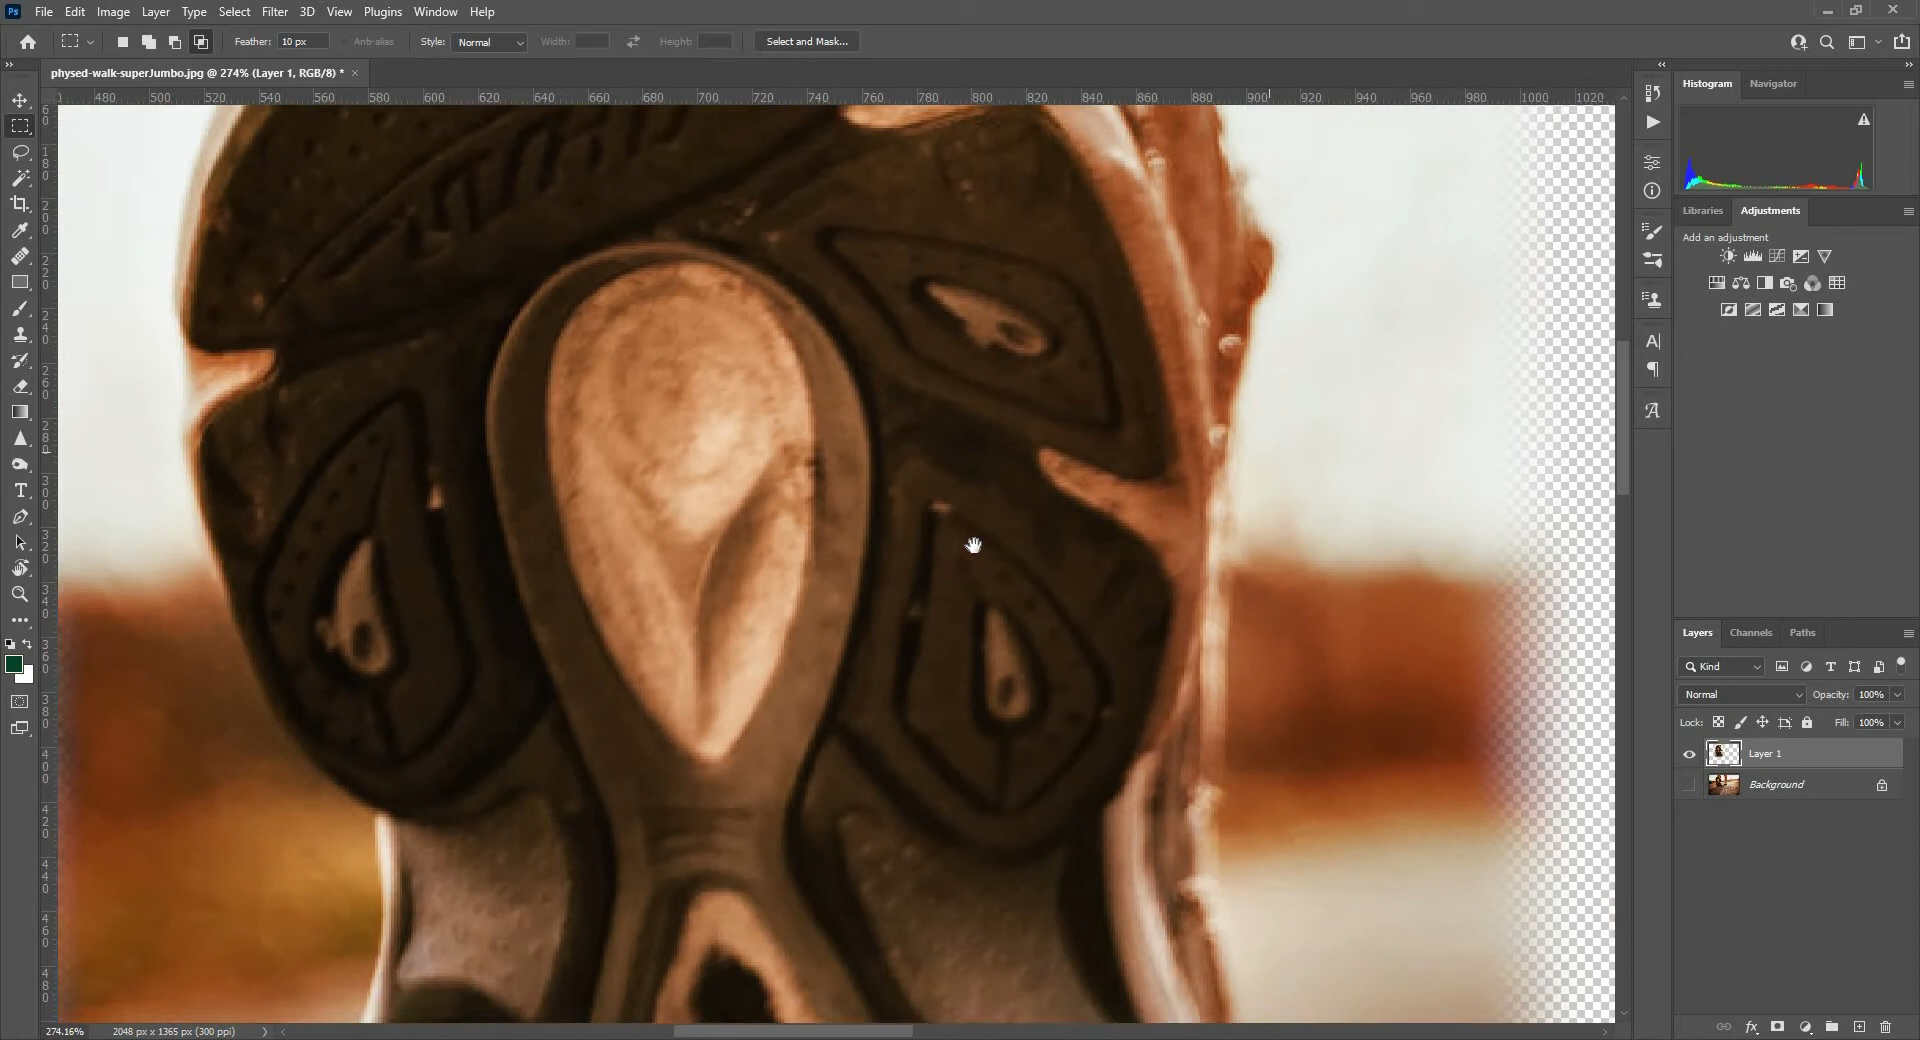 Ps File Edit Image Layer Type Select Filter 3D View Plugins Window Help
Feather: 10 px Anti-alias Style: Normal Width: Height: Select and Mask...
physed-walk-superJumbo.jpg @ 274% (Layer 1, RGB/8) *
480 500 520 540 560 580 600 620 640 660 680 700 720 740 760 780 800 820 840 860 880 900 920 940 960 980 1000 1020
Histogram Navigator
Libraries Adjustments
Add an adjustment
Layers Channels Paths
Kind
Normal Opacity: 100%
Lock: Fill: 100%
Layer 1
Background
274.16% 2048 px x 1365 px (300 ppi)